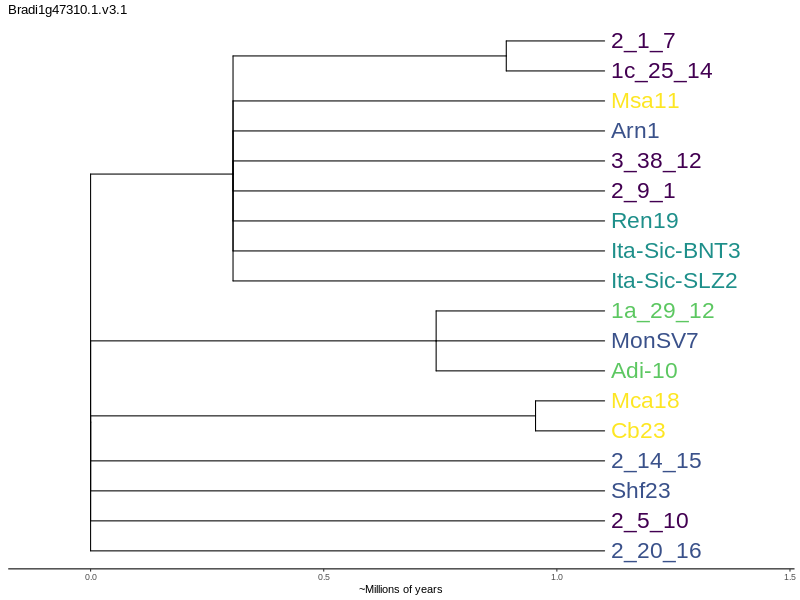 Bradi1g47310.1.v3.1
2_1_7
1c_25_14
Msa11
Arn1
3_38_12
2_9_1
Ren19
Ita-Sic-BNT3
Ita-Sic-SLZ2
1a_29_12
MonSV7
Adi-10
Mca18
Cb23
2_14_15
Shf23
2_5_10
2_20_16
0.0 0.5 1.0 1.5
~Millions of years